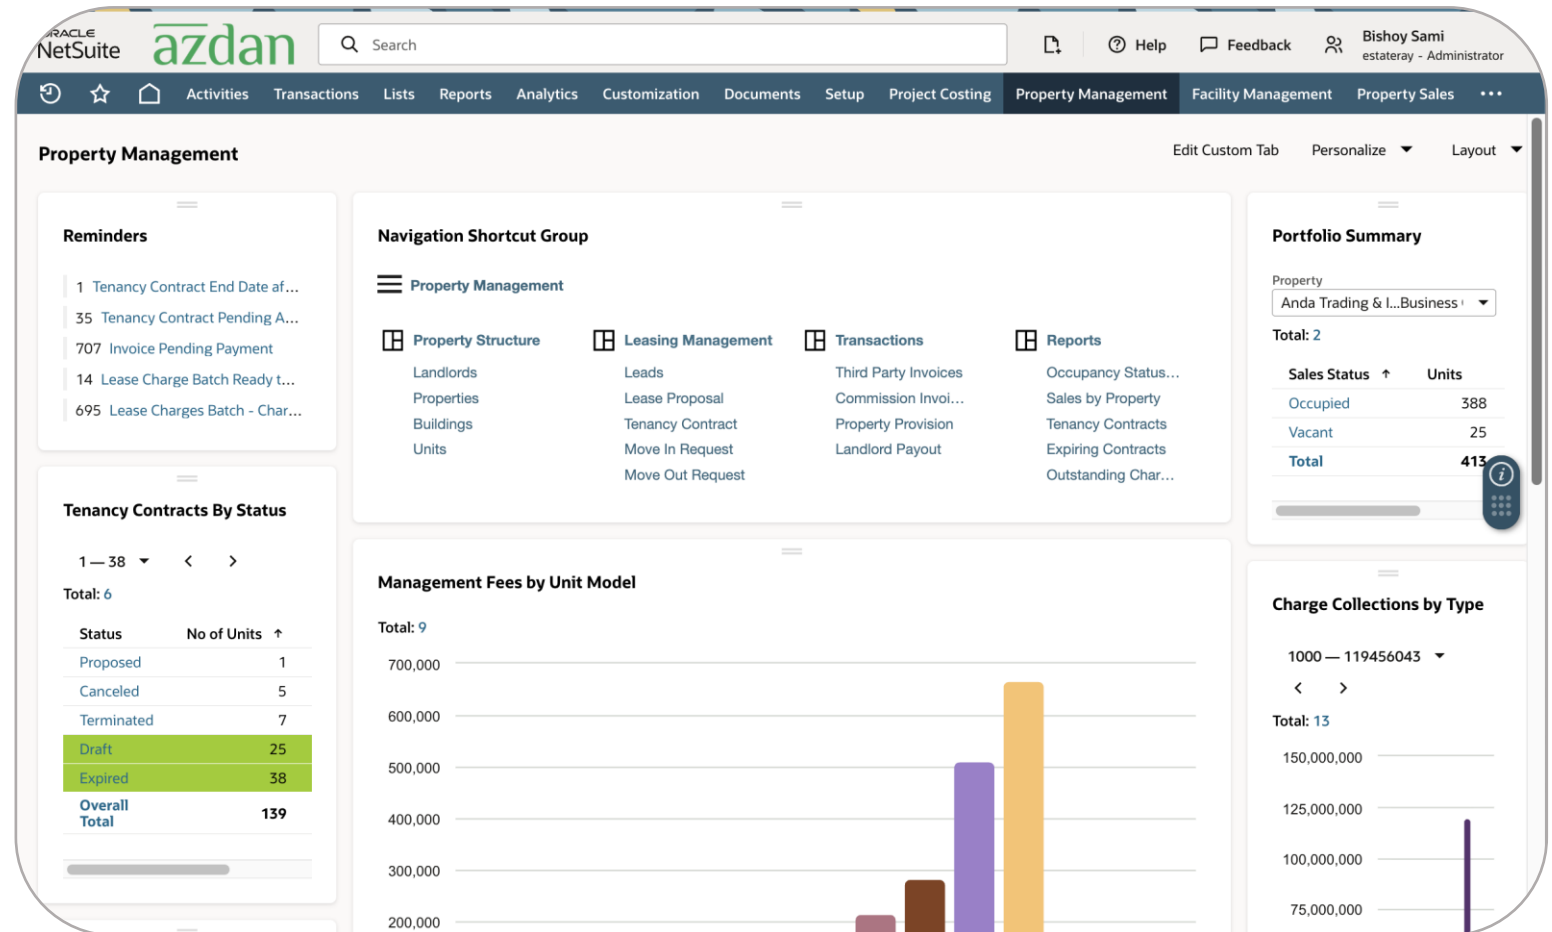 ORACLE
NetSuite
azdan
Search
Help
Feedback
Bishoy Sami
estateray - Administrator
Activities
Transactions
Lists
Reports
Analytics
Customization
Documents
Setup
Project Costing
Property Management
Facility Management
Property Sales
Property Management
Edit Custom Tab
Personalize
Layout
Reminders
1 Tenancy Contract End Date af...
35 Tenancy Contract Pending A...
707 Invoice Pending Payment
14 Lease Charge Batch Ready t...
695 Lease Charges Batch - Char...
Tenancy Contracts By Status
1 — 38
Total: 6
Status No of Units ↑
Proposed 1
Canceled 5
Terminated 7
Draft 25
Expired 38
Overall
Total 139
Navigation Shortcut Group
Property Management
Property Structure
Landlords
Properties
Buildings
Units
Leasing Management
Leads
Lease Proposal
Tenancy Contract
Move In Request
Move Out Request
Transactions
Third Party Invoices
Commission Invoi...
Property Provision
Landlord Payout
Reports
Occupancy Status...
Sales by Property
Tenancy Contracts
Expiring Contracts
Outstanding Char...
Management Fees by Unit Model
Total: 9
700,000
600,000
500,000
400,000
300,000
200,000
Portfolio Summary
Property
Anda Trading & I...Business
Total: 2
Sales Status ↑ Units
Occupied 388
Vacant 25
Total 413
i
Charge Collections by Type
1000 — 119456043
Total: 13
150,000,000
125,000,000
100,000,000
75,000,000